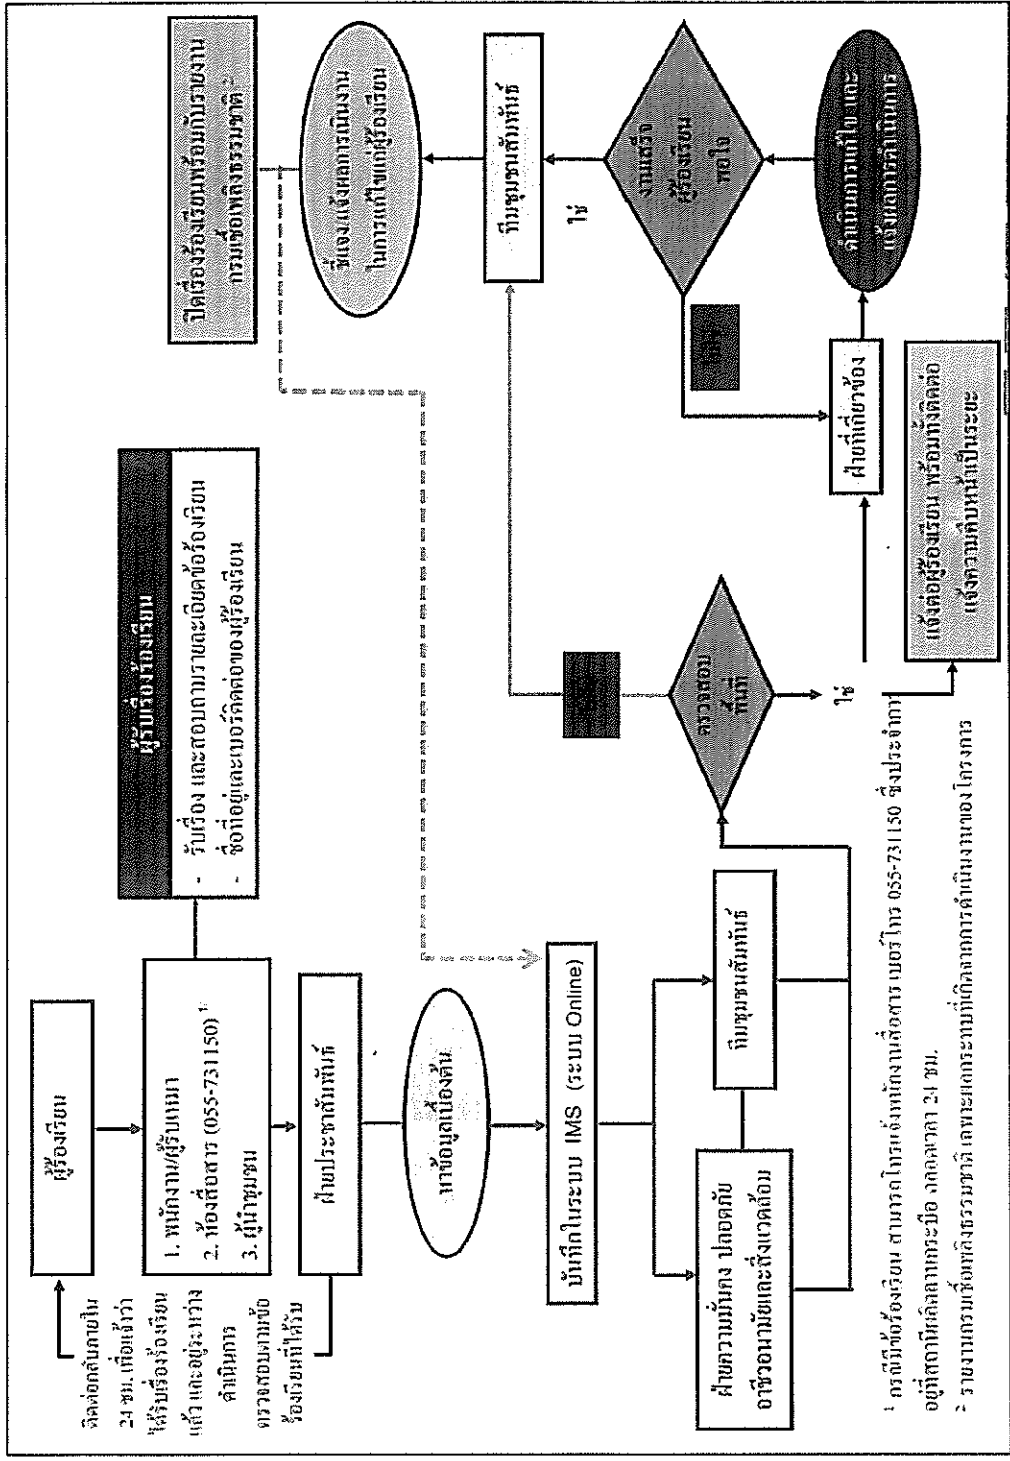 ผู้ร้องเรียน
ติดต่อกลับภายใน
24 ชม. เพื่อแจ้งว่า
ได้รับเรื่องร้องเรียน
แล้ว และอยู่ระหว่าง
ดำเนินการ
ตรวจสอบตามข้อ
ร้องเรียนที่ได้รับ
1. พนักงาน/ผู้รับเหมา
2. ห้องสื่อสาร (055-731150) 1/
3. ผู้นำชุมชน
ผู้รับเรื่องร้องเรียน
- รับเรื่อง และสอบถามรายละเอียดข้อร้องเรียน
- ชื่อที่อยู่และเบอร์ติดต่อของผู้ร้องเรียน
ฝ่ายประชาสัมพันธ์
หาข้อมูลเบื้องต้น
บันทึกในระบบ IMS (ระบบ Online)
ฝ่ายความมั่นคง ปลอดภัย
อาชีวอนามัยและสิ่งแวดล้อม
ทีมชุมชนสัมพันธ์
ตรวจสอบ
พื้นที่
ใช่
แจ้งต่อผู้ร้องเรียน พร้อมทั้งติดต่อ
แจ้งความคืบหน้าเป็นระยะ
ฝ่ายที่เกี่ยวข้อง
ดำเนินการแก้ไข และ
แจ้งผลการดำเนินการ
งานเสร็จ
ผู้ร้องเรียน
พอใจ
ใช่
ทีมชุมชนสัมพันธ์
ชี้แจง/แจ้งผลการเนินงาน
ในการแก้ไขแก่ผู้ร้องเรียน
ปิดเรื่องร้องเรียนพร้อมกับรายงาน
กรมเชื้อเพลิงธรรมชาติ 2/
1 กรณีมีข้อร้องเรียน สามารถโทรแจ้งพนักงานสื่อสาร เบอร์โทร 055-731150 ซึ่งประจำการ
อยู่ที่สถานีผลิตลานกระบือ ตลอดเวลา 24 ชม.
2 รายงานกรมเชื้อเพลิงธรรมชาติ เฉพาะผลกระทบที่เกิดจากการดำเนินงานของโครงการ